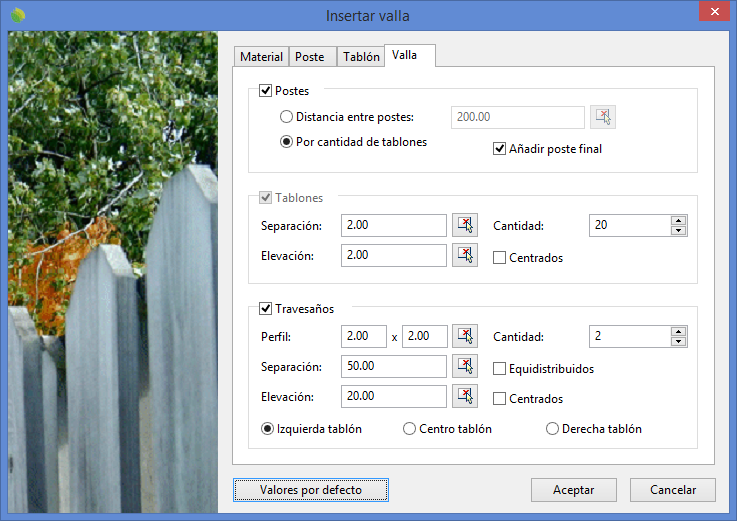 Insertar valla
Material Poste Tablón Valla
Postes
Distancia entre postes: 200.00
Por cantidad de tablones Añadir poste final
Tablones
Separación: 2.00 Cantidad: 20
Elevación: 2.00 Centrados
Travesaños
Perfil: 2.00 x 2.00 Cantidad: 2
Separación: 50.00 Equidistribuidos
Elevación: 20.00 Centrados
Izquierda tablón Centro tablón Derecha tablón
Valores por defecto Aceptar Cancelar